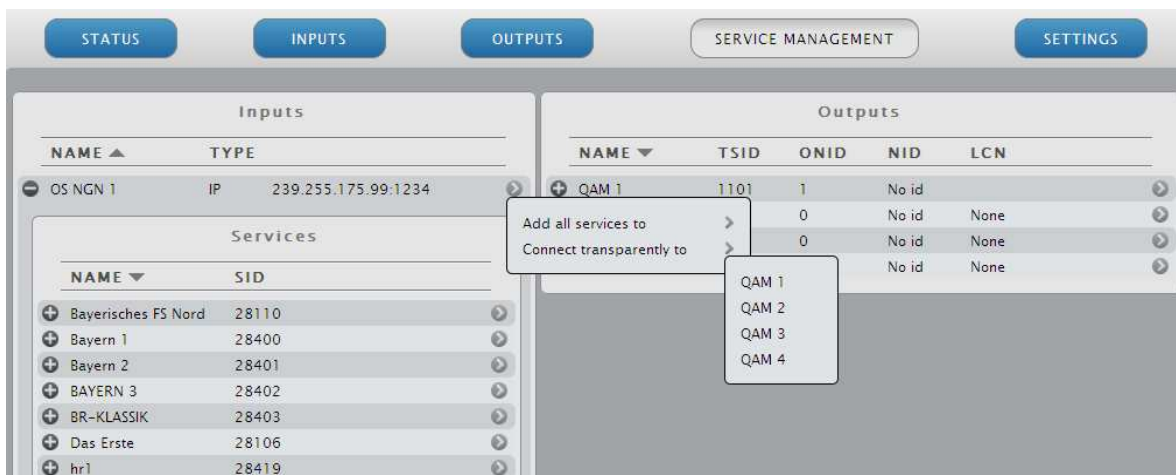 STATUS INPUTS OUTPUTS SERVICE MANAGEMENT SETTINGS
Inputs
NAME TYPE
OS NGN 1 IP 239.255.175.99:1234
Services
NAME SID
Bayerisches FS Nord 28110
Bayern 1 28400
Bayern 2 28401
BAYERN 3 28402
BR-KLASSIK 28403
Das Erste 28106
hr1 28419
Add all services to
Connect transparently to
QAM 1
QAM 2
QAM 3
QAM 4
Outputs
NAME TSID ONID NID LCN
QAM 1 1101 1 No id
0 No id None
0 No id None
No id None